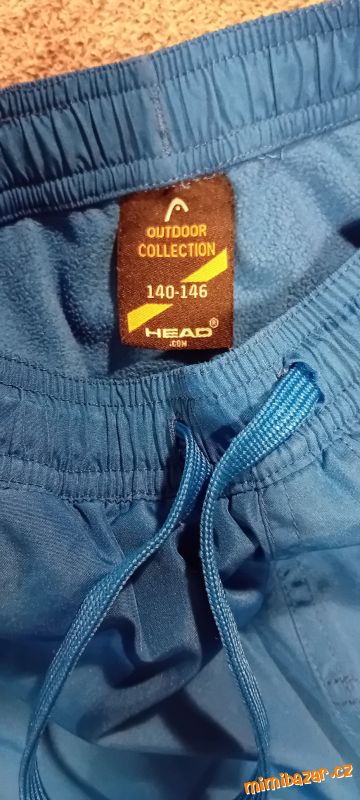 OUTDOOR
COLLECTION
140-146
HEAD®
.COM
mimibazar.cz